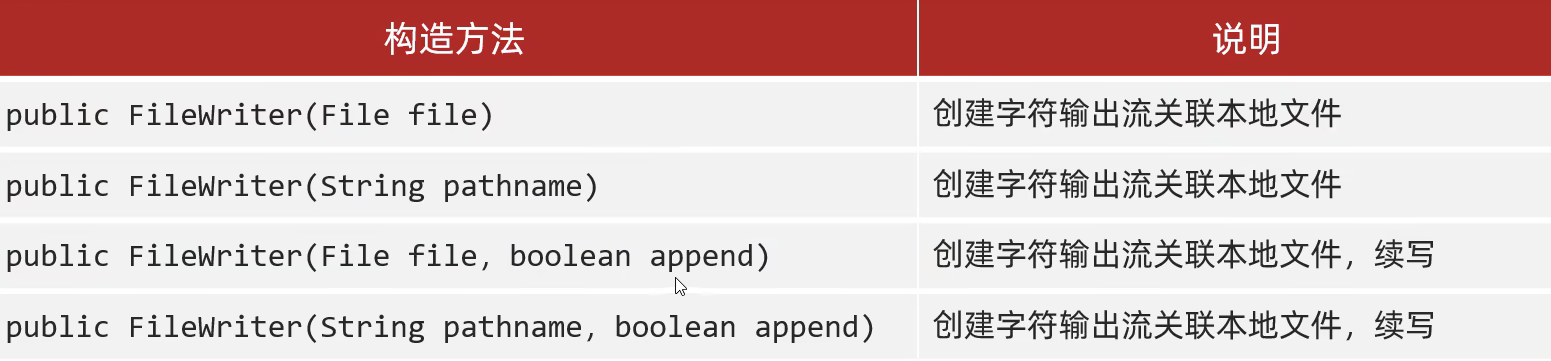 构造方法 说明
public FileWriter(File file) 创建字符输出流关联本地文件
public FileWriter(String pathname) 创建字符输出流关联本地文件
public FileWriter(File file, boolean append) 创建字符输出流关联本地文件，续写
public FileWriter(String pathname, boolean append) 创建字符输出流关联本地文件，续写